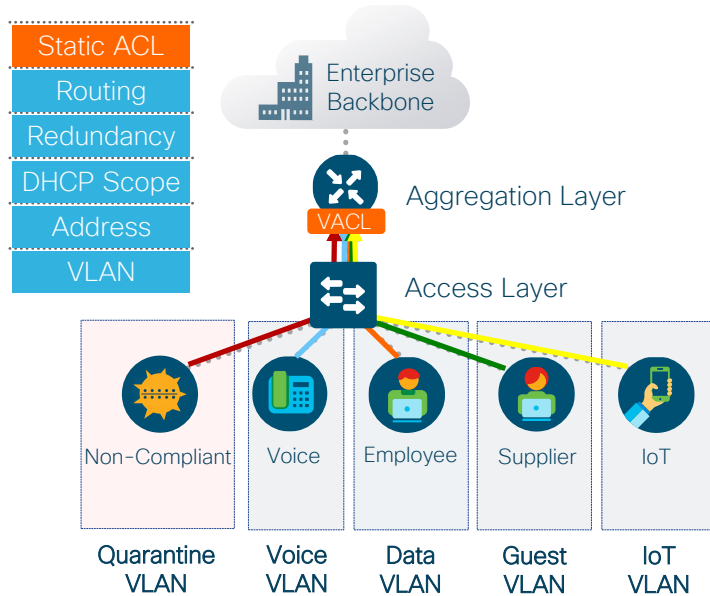 Static ACL
Routing
Redundancy
DHCP Scope
Address
VLAN
Enterprise
Backbone
Aggregation Layer
VACL
Access Layer
Non-Compliant
Voice
Employee
Supplier
IoT
Quarantine
VLAN
Voice
VLAN
Data
VLAN
Guest
VLAN
IoT
VLAN